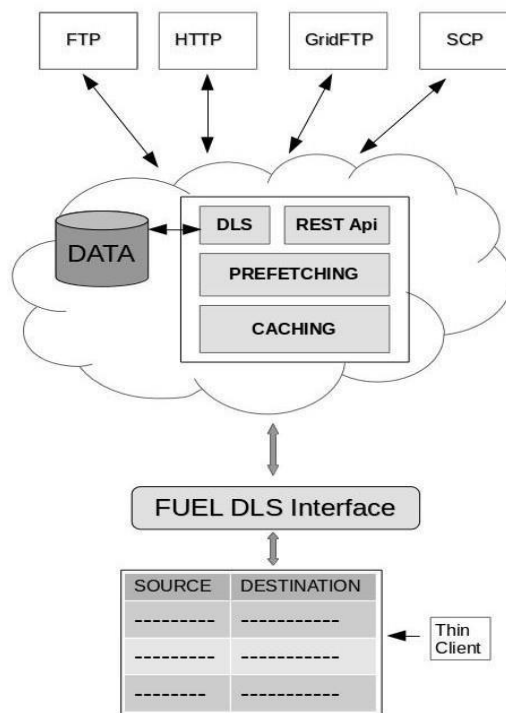 FTP
HTTP
GridFTP
SCP
DATA
DLS
REST Api
PREFETCHING
CACHING
FUEL DLS Interface
SOURCE DESTINATION
--------- -----------
--------- -----------
-------- -----------
Thin
Client